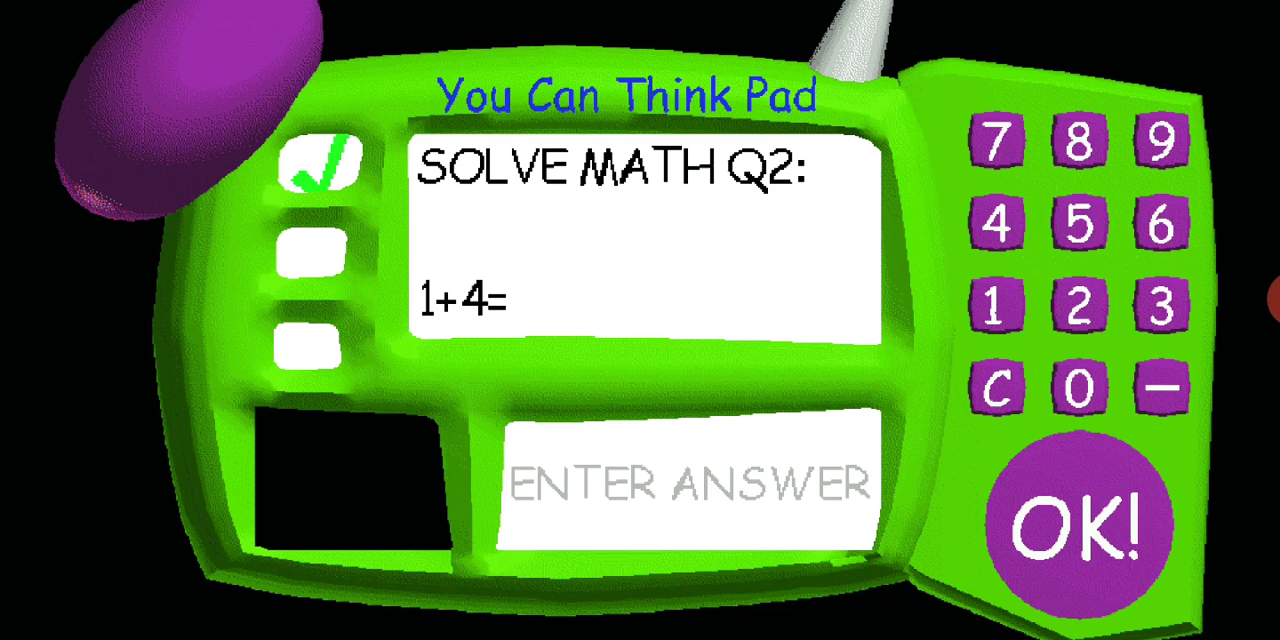 You Can Think Pad
SOLVE MATH Q2:
1+4=
ENTER ANSWER
7 8 9
4 5 6
1 2 3
C 0 –
OK!